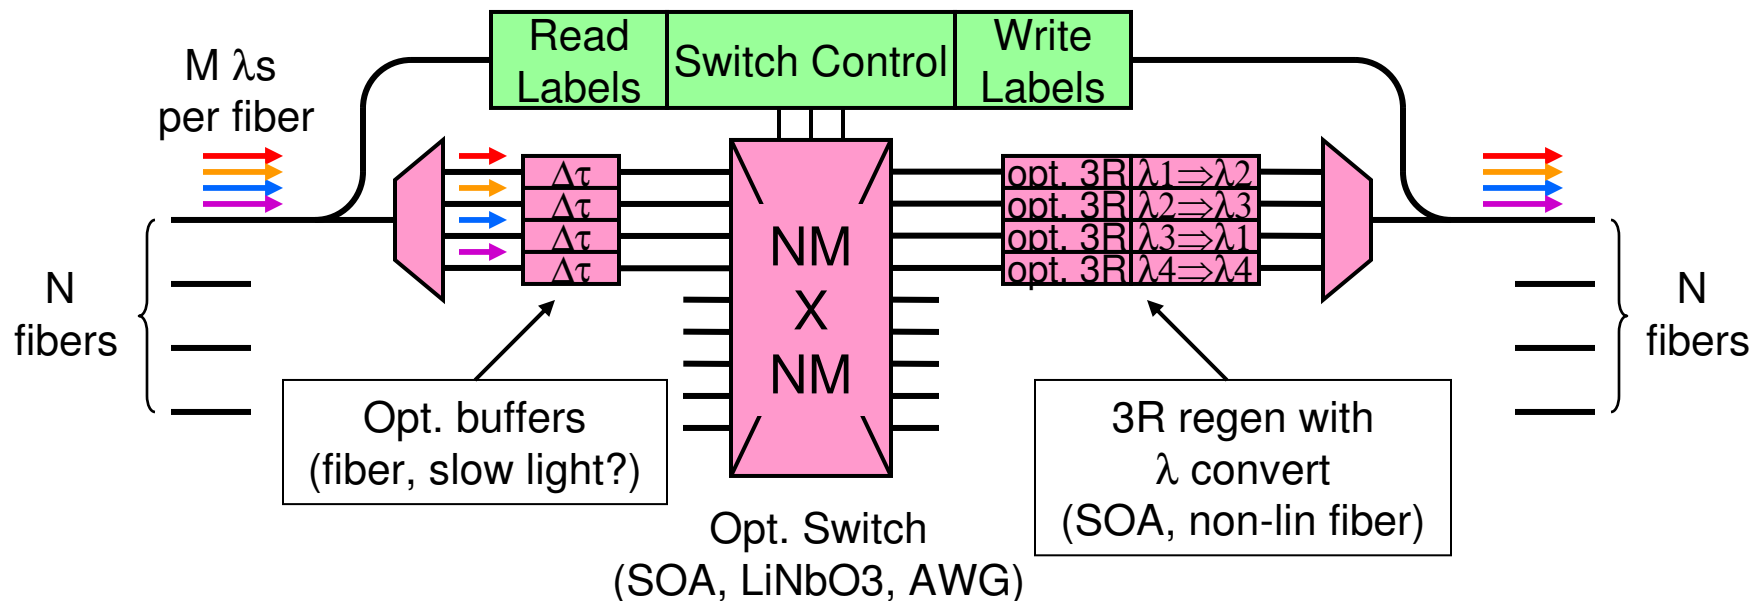 Read
Labels
Switch Control
Write
Labels
M λs
per fiber
Δτ
Δτ
Δτ
Δτ
opt. 3R λ1⇒λ2
opt. 3R λ2⇒λ3
opt. 3R λ3⇒λ1
opt. 3R λ4⇒λ4
NM
X
NM
N
fibers
N
fibers
Opt. buffers
(fiber, slow light?)
3R regen with
λ convert
(SOA, non-lin fiber)
Opt. Switch
(SOA, LiNbO3, AWG)